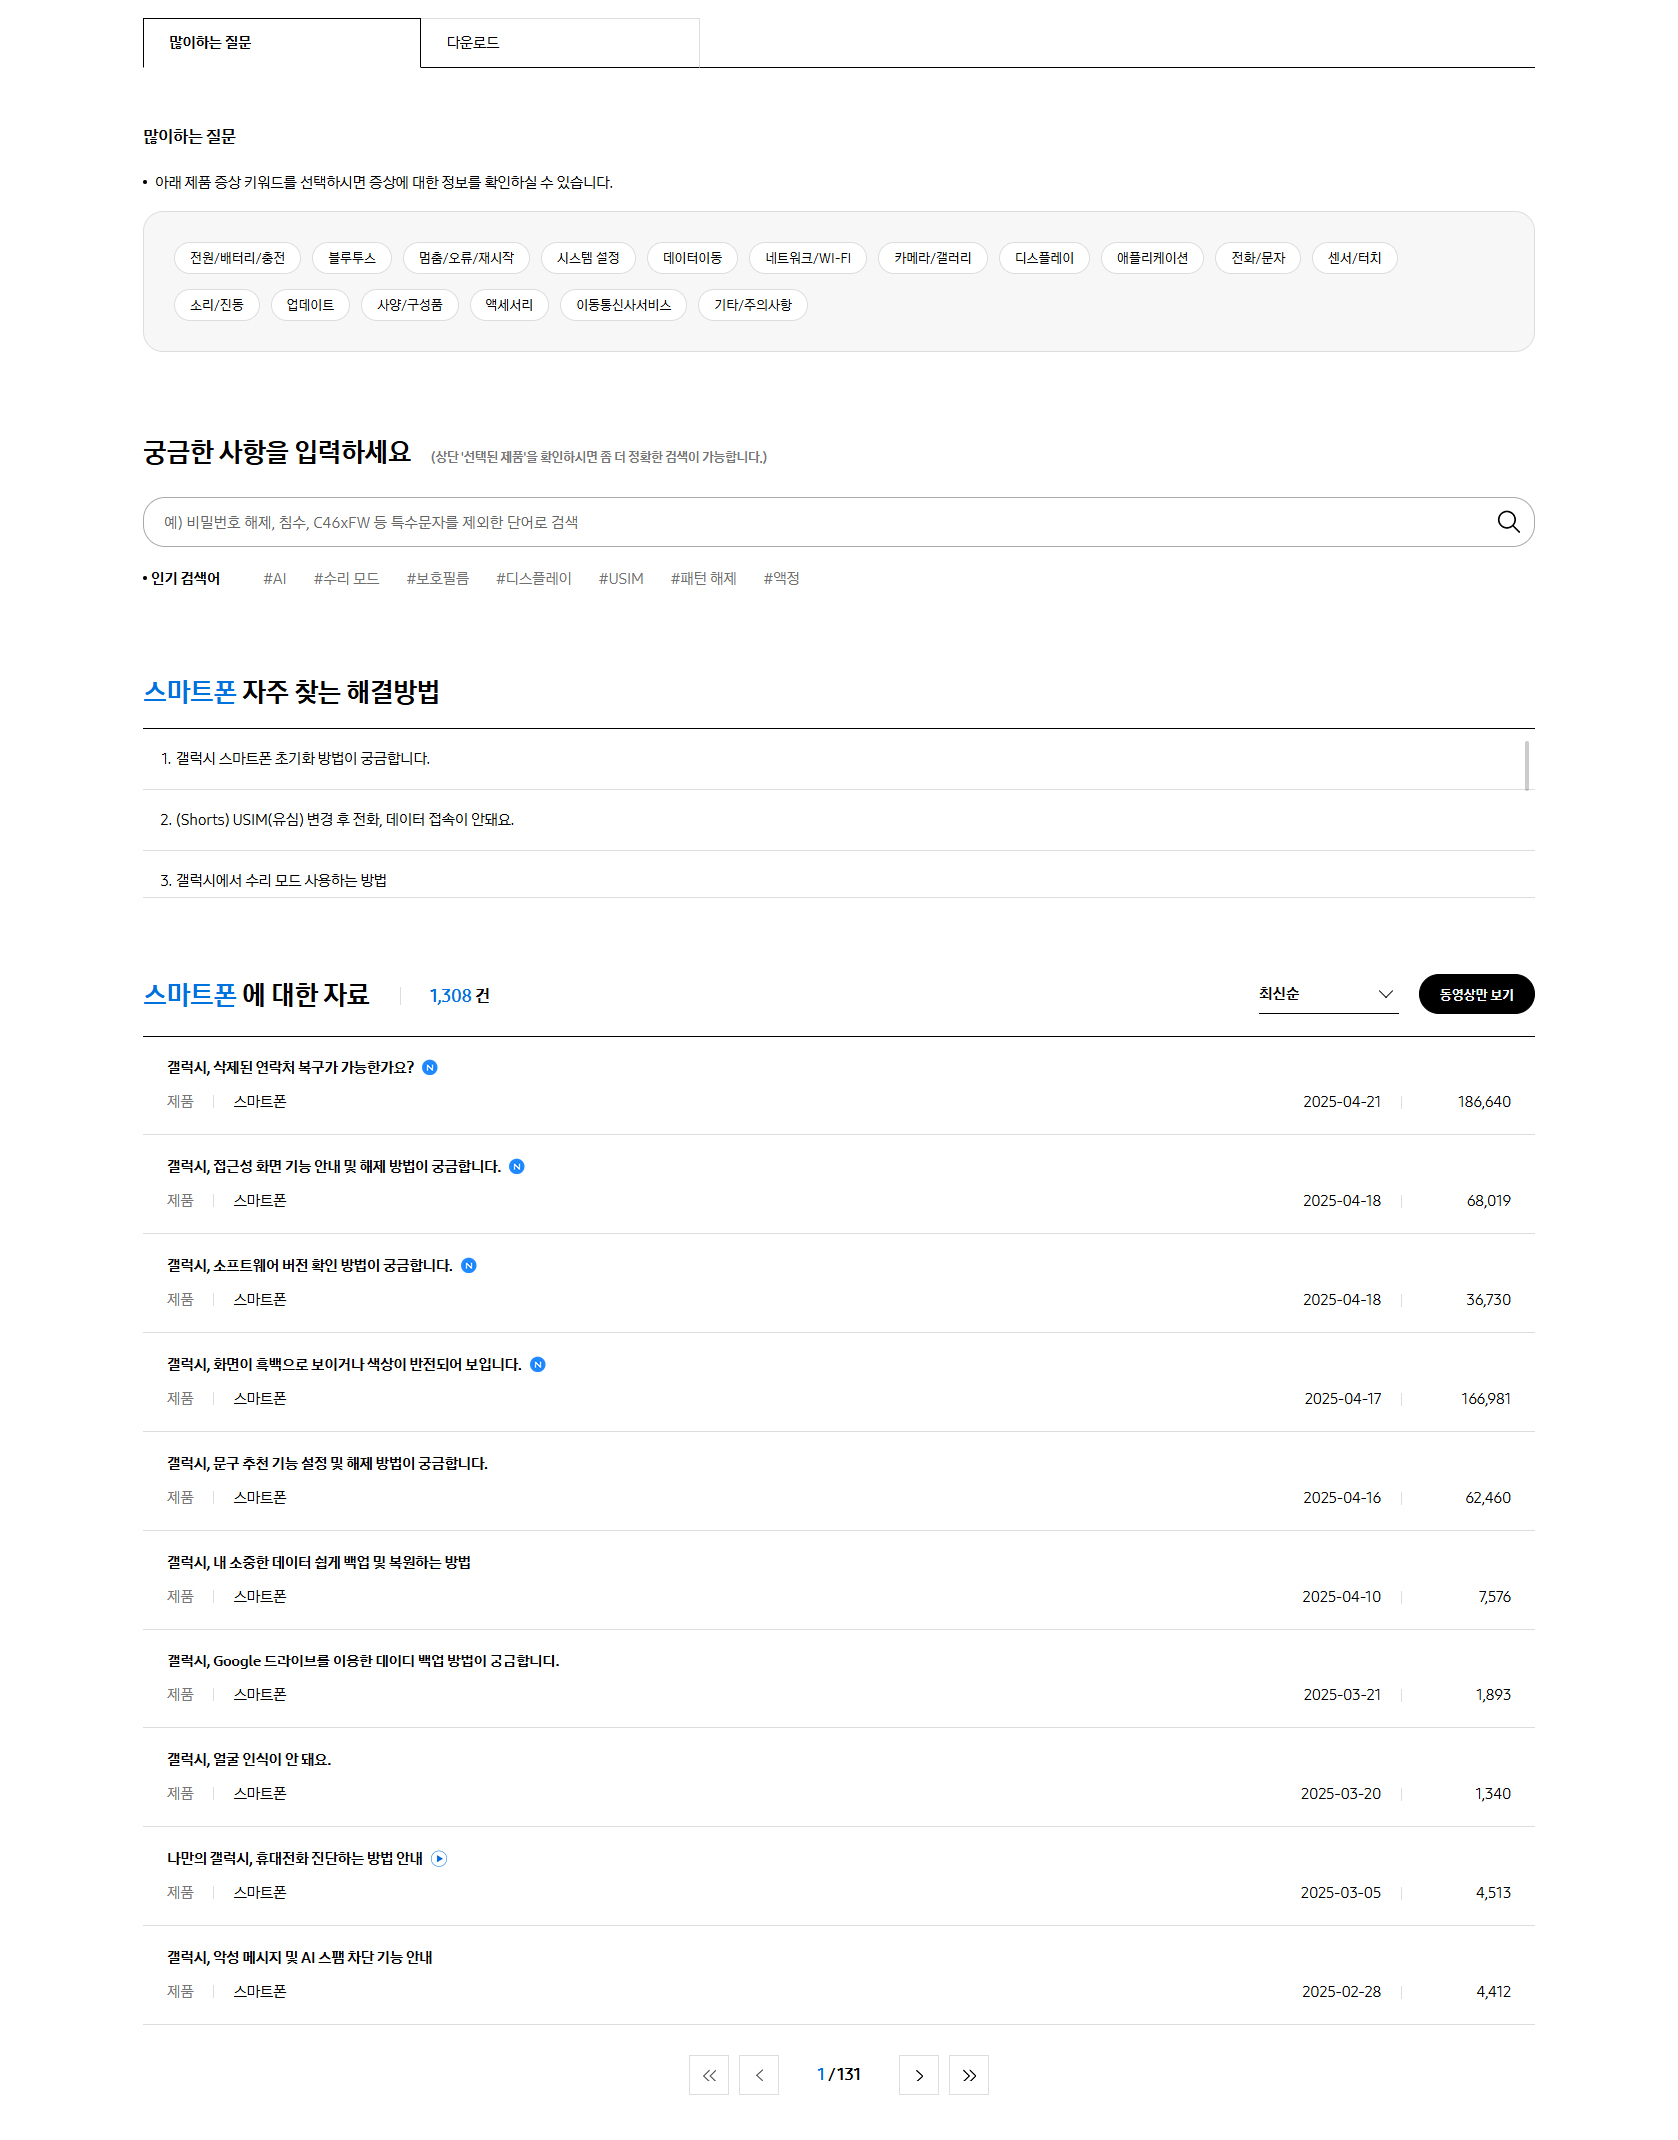 많이하는 질문
다운로드
많이하는 질문
• 아래 제품 증상 키워드를 선택하시면 증상에 대한 정보를 확인하실 수 있습니다.
전원/배터리/충전 블루투스 멈춤/오류/재시작 시스템 설정 데이터이동 네트워크/WI-FI 카메라/갤러리 디스플레이 애플리케이션 전화/문자 센서/터치
소리/진동 업데이트 사양/구성품 액세서리 이동통신사서비스 기타/주의사항
궁금한 사항을 입력하세요 (상단 '선택된 제품'을 확인하시면 좀 더 정확한 검색이 가능합니다.)
예) 비밀번호 해제, 침수, C46xFW 등 특수문자를 제외한 단어로 검색
• 인기 검색어 #AI #수리 모드 #보호필름 #디스플레이 #USIM #패턴 해제 #액정
스마트폰 자주 찾는 해결방법
1. 갤럭시 스마트폰 초기화 방법이 궁금합니다.
2. (Shorts) USIM(유심) 변경 후 전화, 데이터 접속이 안돼요.
3. 갤럭시에서 수리 모드 사용하는 방법
스마트폰 에 대한 자료 1,308 건 최신순 동영상만 보기
갤럭시, 삭제된 연락처 복구가 가능한가요? N
제품 스마트폰 2025-04-21 186,640
갤럭시, 접근성 화면 기능 안내 및 해제 방법이 궁금합니다. N
제품 스마트폰 2025-04-18 68,019
갤럭시, 소프트웨어 버전 확인 방법이 궁금합니다. N
제품 스마트폰 2025-04-18 36,730
갤럭시, 화면이 흑백으로 보이거나 색상이 반전되어 보입니다. N
제품 스마트폰 2025-04-17 166,981
갤럭시, 문구 추천 기능 설정 및 해제 방법이 궁금합니다.
제품 스마트폰 2025-04-16 62,460
갤럭시, 내 소중한 데이터 쉽게 백업 및 복원하는 방법
제품 스마트폰 2025-04-10 7,576
갤럭시, Google 드라이브를 이용한 데이터 백업 방법이 궁금합니다.
제품 스마트폰 2025-03-21 1,893
갤럭시, 얼굴 인식이 안 돼요.
제품 스마트폰 2025-03-20 1,340
나만의 갤럭시, 휴대전화 진단하는 방법 안내
제품 스마트폰 2025-03-05 4,513
갤럭시, 악성 메시지 및 AI 스팸 차단 기능 안내
제품 스마트폰 2025-02-28 4,412
1 / 131